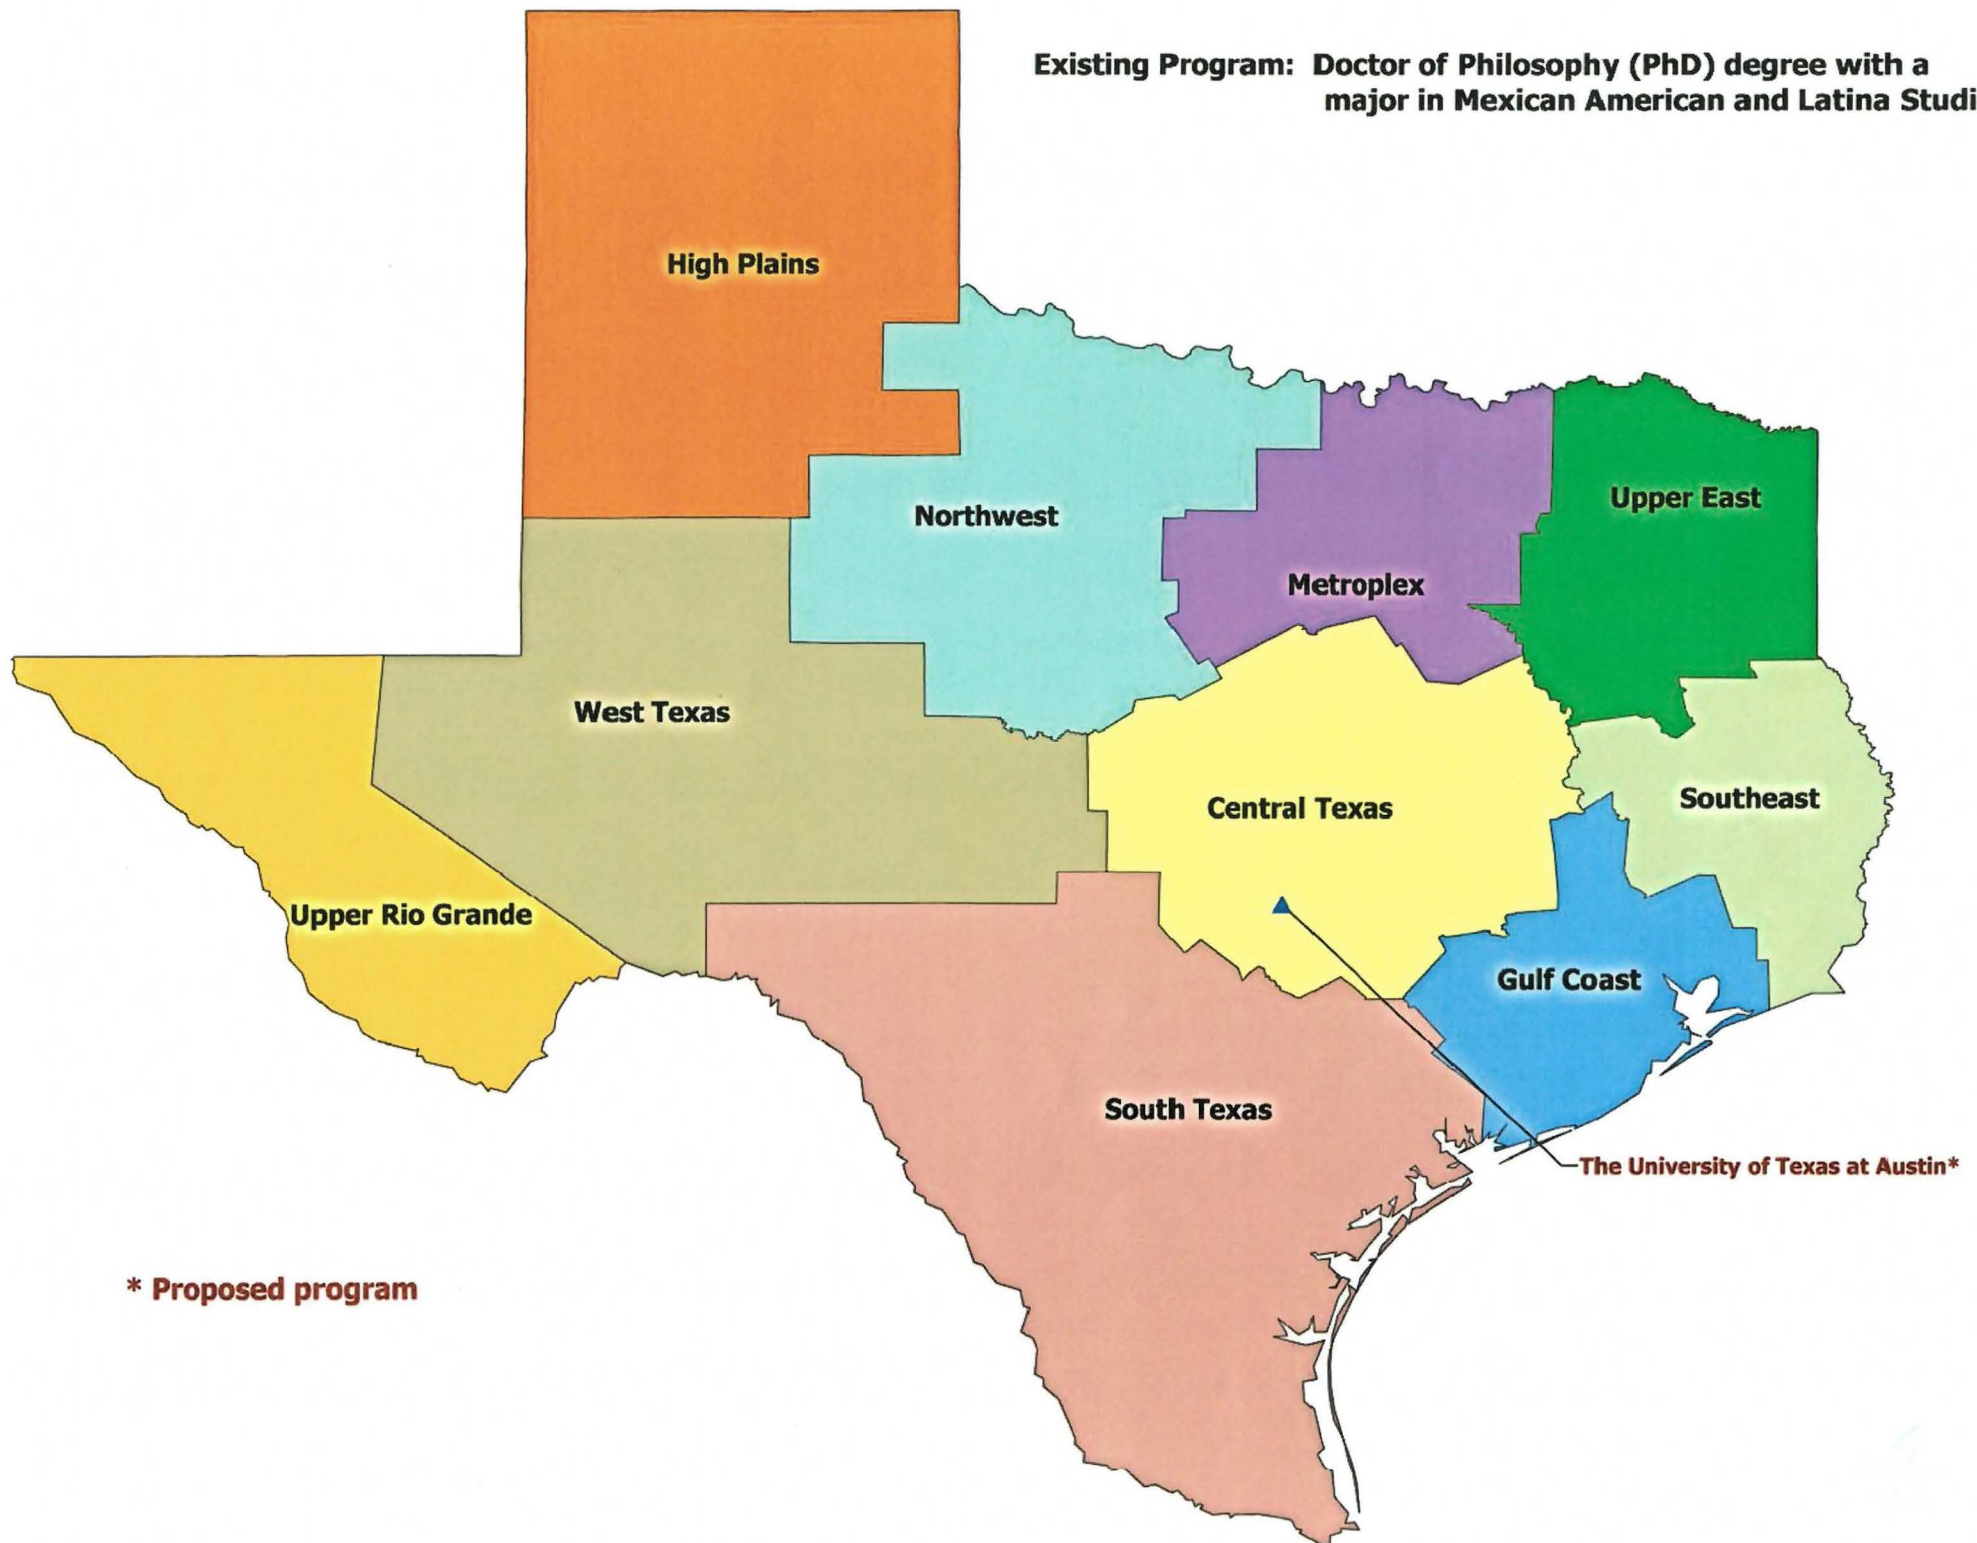 Existing Program: Doctor of Philosophy (PhD) degree with a
major in Mexican American and Latina Studi
High Plains
Northwest
Upper East
Metroplex
West Texas
Central Texas
Southeast
Upper Rio Grande
Gulf Coast
South Texas
The University of Texas at Austin*
* Proposed program